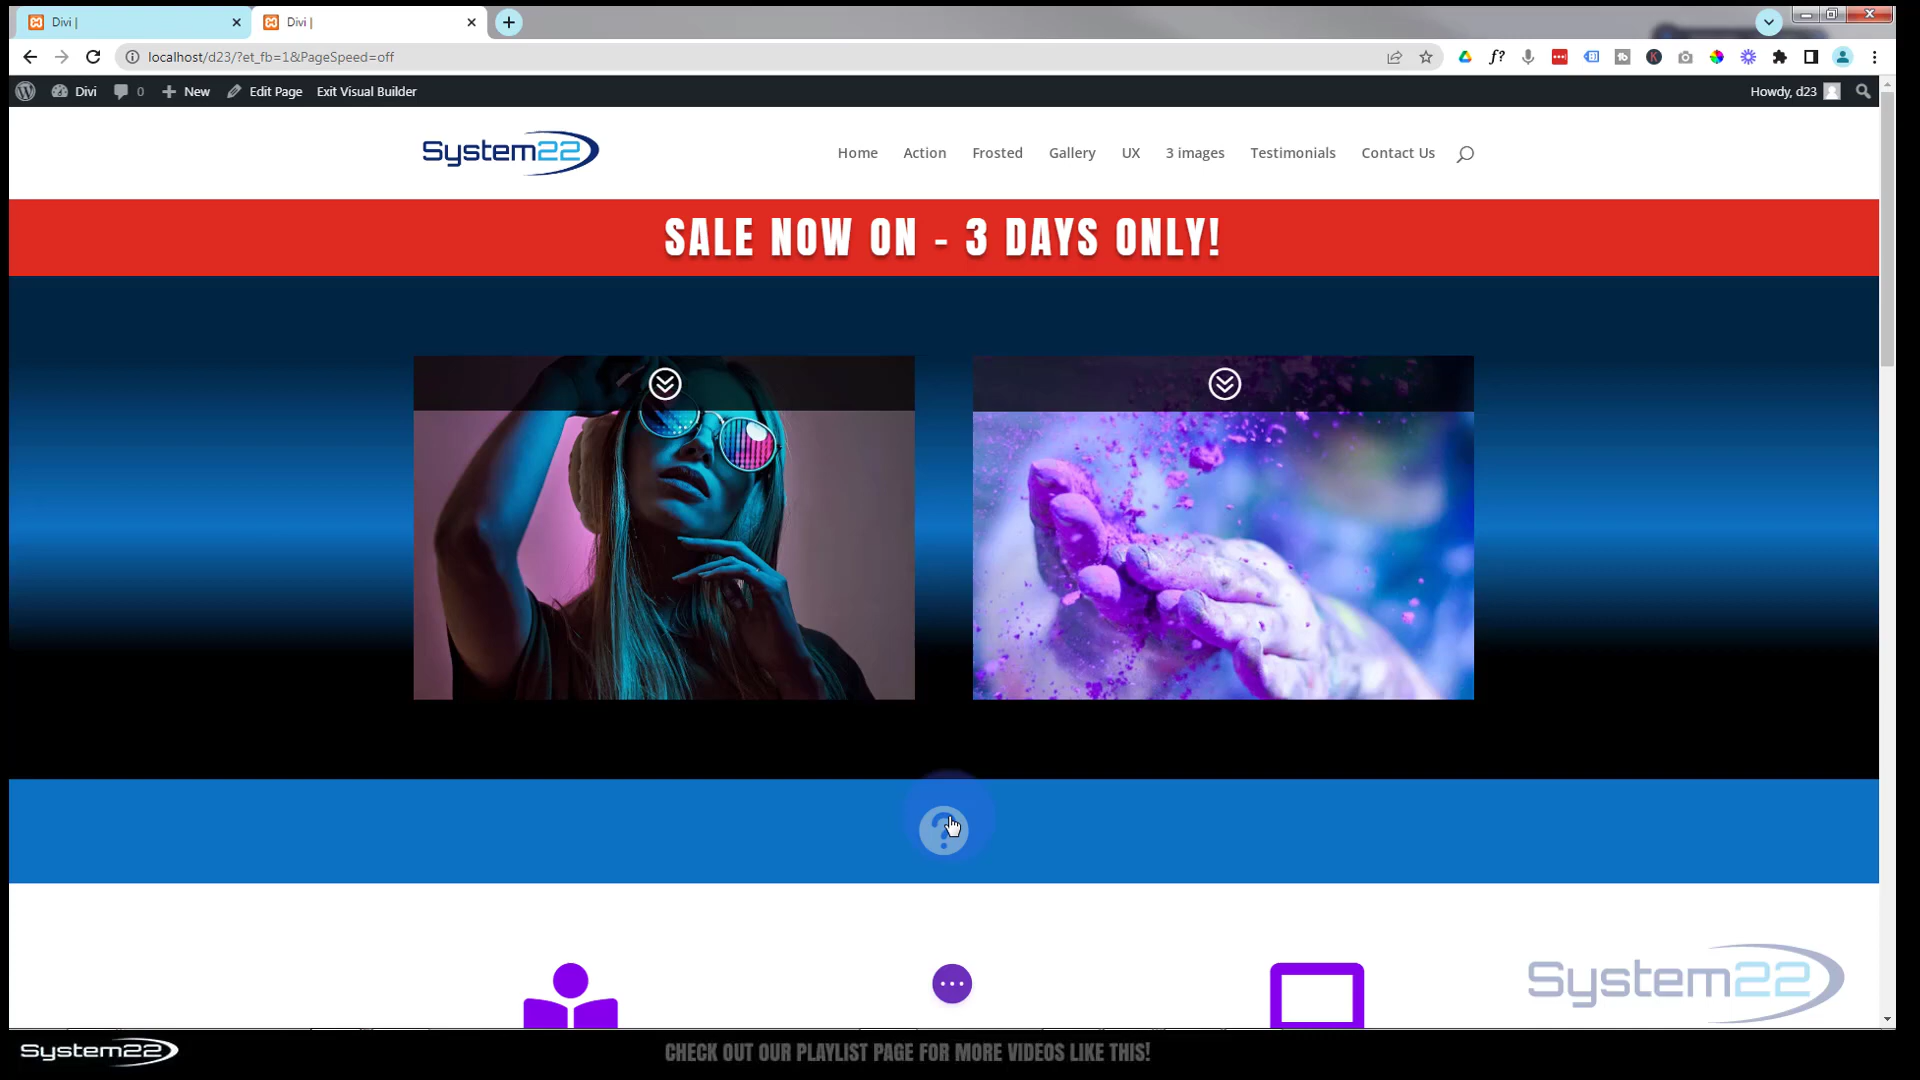 Divi |
Divi |
localhost/d23/?et_fb=1&PageSpeed=off
Divi 0 New Edit Page Exit Visual Builder
Howdy, d23
System22
Home Action Frosted Gallery UX 3 images Testimonials Contact Us
SALE NOW ON - 3 DAYS ONLY!
System22
System22
CHECK OUT OUR PLAYLIST PAGE FOR MORE VIDEOS LIKE THIS!